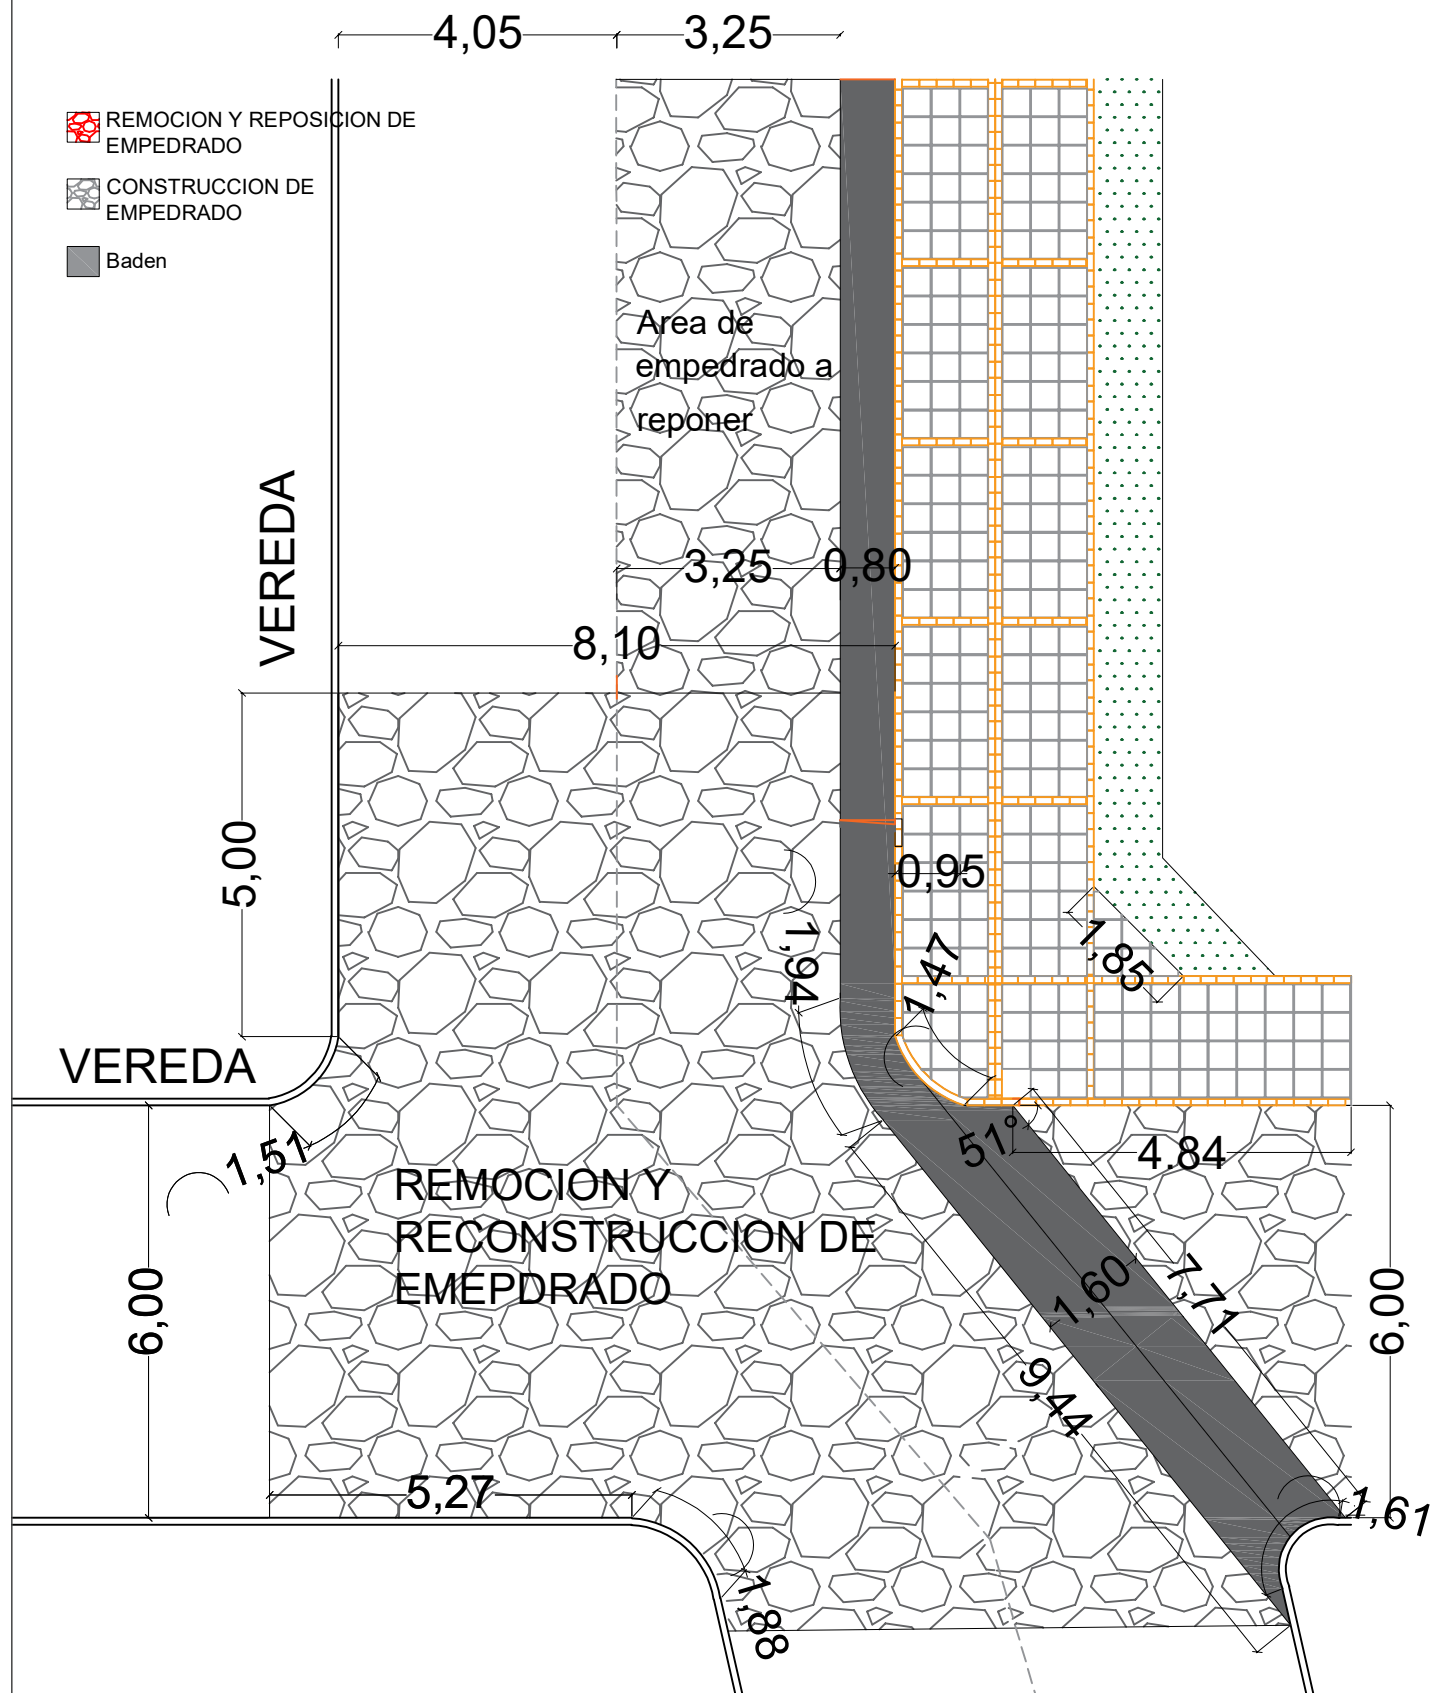 4,05
3,25
REMOCION Y REPOSICION DE
EMPEDRADO
CONSTRUCCION DE
EMPEDRADO
Baden
Area de
empedrado a
reponer
VEREDA
3,25
0,80
8,10
5,00
0,95
1,94
1,47
1,85
VEREDA
1,51
51°
4.84
REMOCION Y
RECONSTRUCCION DE
EMEPDRADO
6,00
1,60
7,71
6,00
9,44
5,27
1,61
1,88